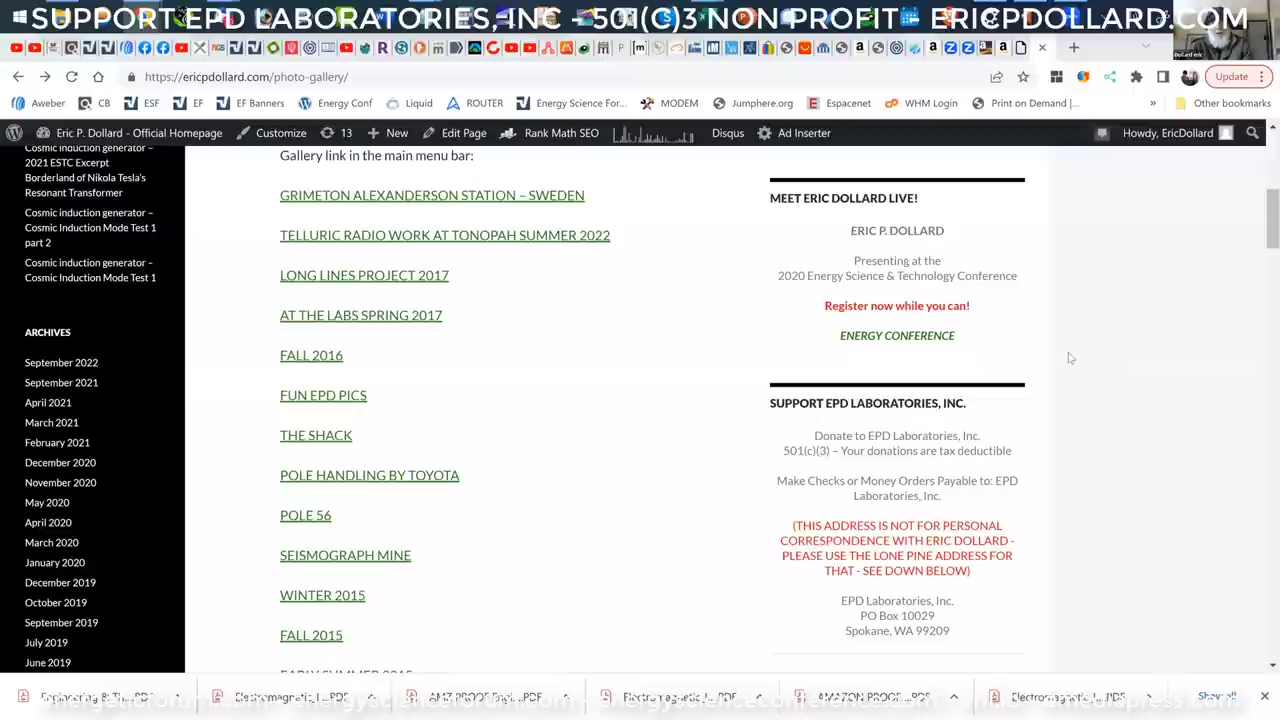 SUPPORT EPD LABORATORIES, INC - 501(C)3 NON PROFIT - ERICPDOLLARD.COM
https://ericpdollard.com/photo-gallery/
Update
Aweber CB ESF EF EF Banners Energy Conf Liquid ROUTER Energy Science For... MODEM Jumphere.org Espacenet WHM Login Print on Demand |... » Other bookmarks
Eric P. Dollard - Official Homepage Customize 13 New Edit Page Rank Math SEO Disqus Ad Inserter Howdy, EricDollard
Cosmic induction generator –
2021 ESTC Excerpt
Borderland of Nikola Tesla's
Resonant Transformer
Cosmic induction generator –
Cosmic Induction Mode Test 1
part 2
Cosmic induction generator –
Cosmic Induction Mode Test 1
ARCHIVES
September 2022
September 2021
April 2021
March 2021
February 2021
December 2020
November 2020
May 2020
April 2020
March 2020
January 2020
December 2019
October 2019
September 2019
July 2019
June 2019
Gallery link in the main menu bar:
GRIMETON ALEXANDERSON STATION – SWEDEN
TELLURIC RADIO WORK AT TONOPAH SUMMER 2022
LONG LINES PROJECT 2017
AT THE LABS SPRING 2017
FALL 2016
FUN EPD PICS
THE SHACK
POLE HANDLING BY TOYOTA
POLE 56
SEISMOGRAPH MINE
WINTER 2015
FALL 2015
EARLY SUMMER 2015
MEET ERIC DOLLARD LIVE!
ERIC P. DOLLARD
Presenting at the
2020 Energy Science & Technology Conference
Register now while you can!
ENERGY CONFERENCE
SUPPORT EPD LABORATORIES, INC.
Donate to EPD Laboratories, Inc.
501(c)(3) – Your donations are tax deductible
Make Checks or Money Orders Payable to: EPD
Laboratories, Inc.
(THIS ADDRESS IS NOT FOR PERSONAL
CORRESPONDENCE WITH ERIC DOLLARD -
PLEASE USE THE LONE PINE ADDRESS FOR
THAT - SEE DOWN BELOW)
EPD Laboratories, Inc.
PO Box 10029
Spokane, WA 99209
Show all